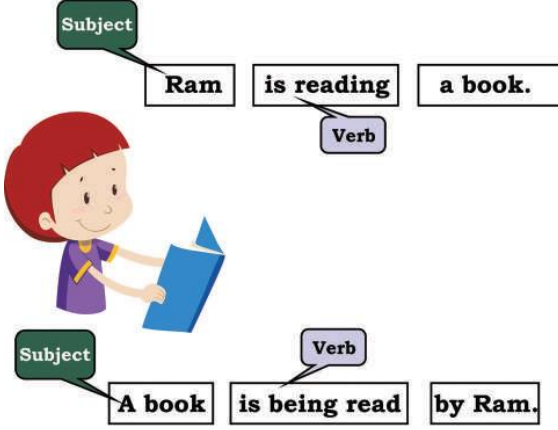 Subject
Ram is reading a book.
Verb
Verb
Subject
A book is being read by Ram.